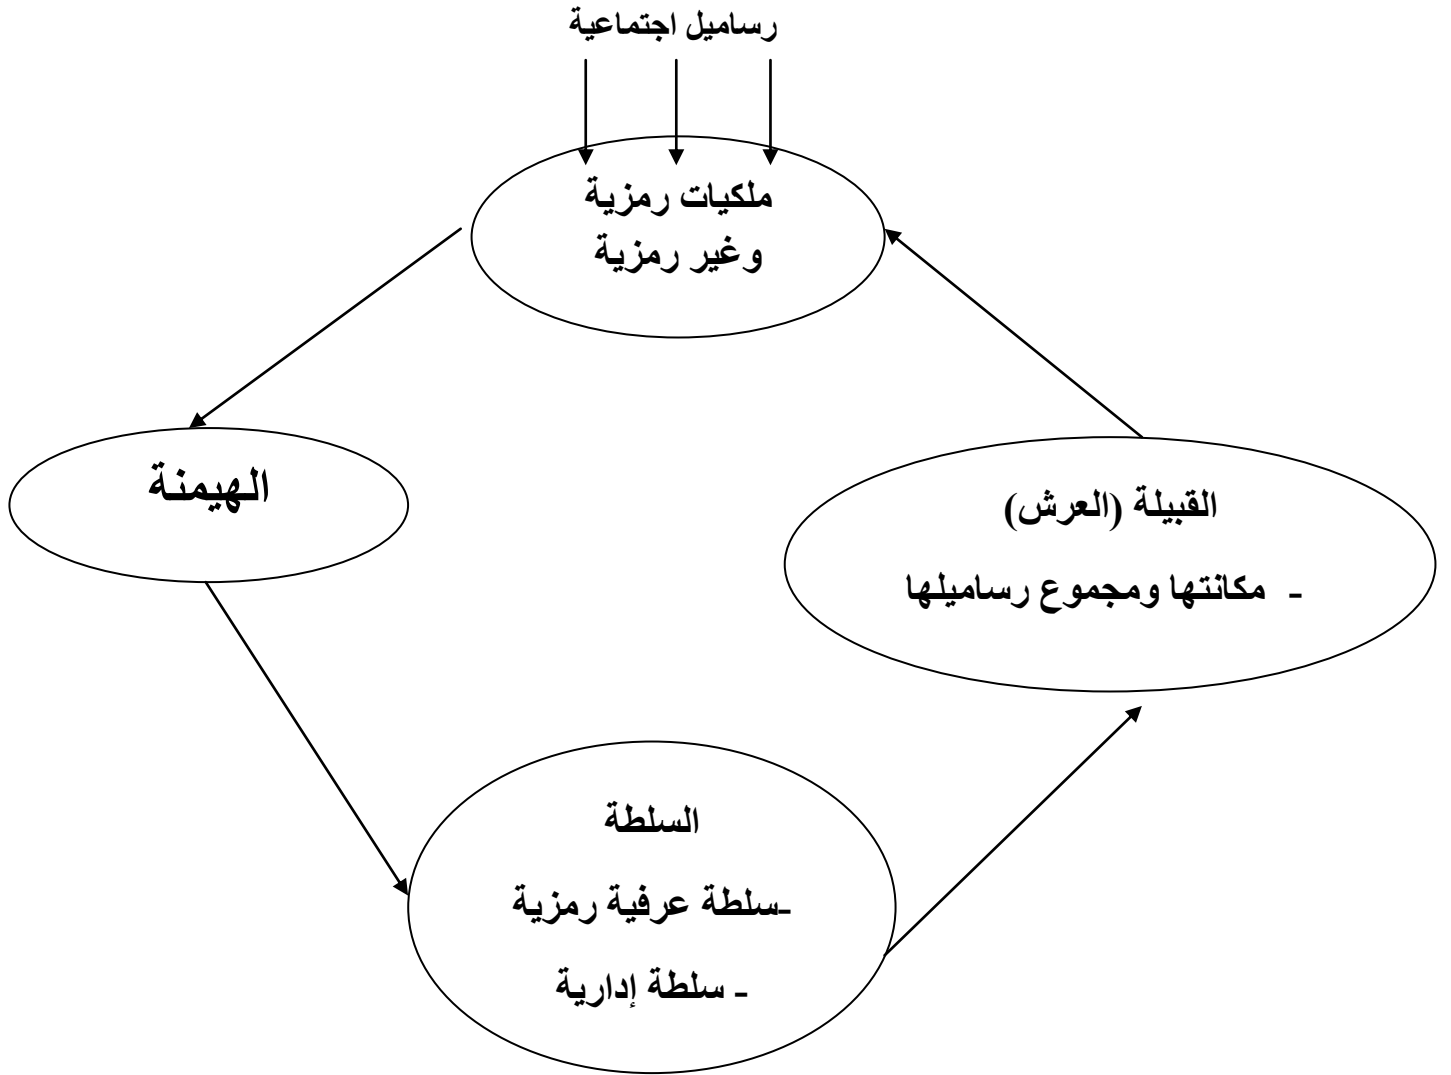 رساميل اجتماعية
ملكيات رمزية
وغير رمزية
الهيمنة
القبيلة (العرش)
- مكانتها ومجموع رساميلها
السلطة
-سلطة عرفية رمزية
- سلطة إدارية